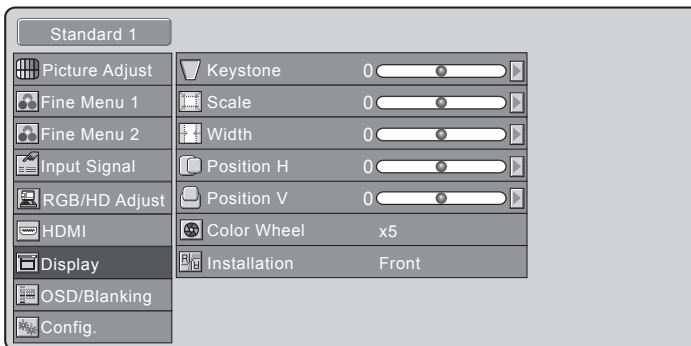 Standard 1
Picture Adjust
Fine Menu 1
Fine Menu 2
Input Signal
RGB/HD Adjust
HDMI
Display
OSD/Blanking
Config.
Keystone 0
Scale 0
Width 0
Position H 0
Position V 0
Color Wheel x5
Installation Front